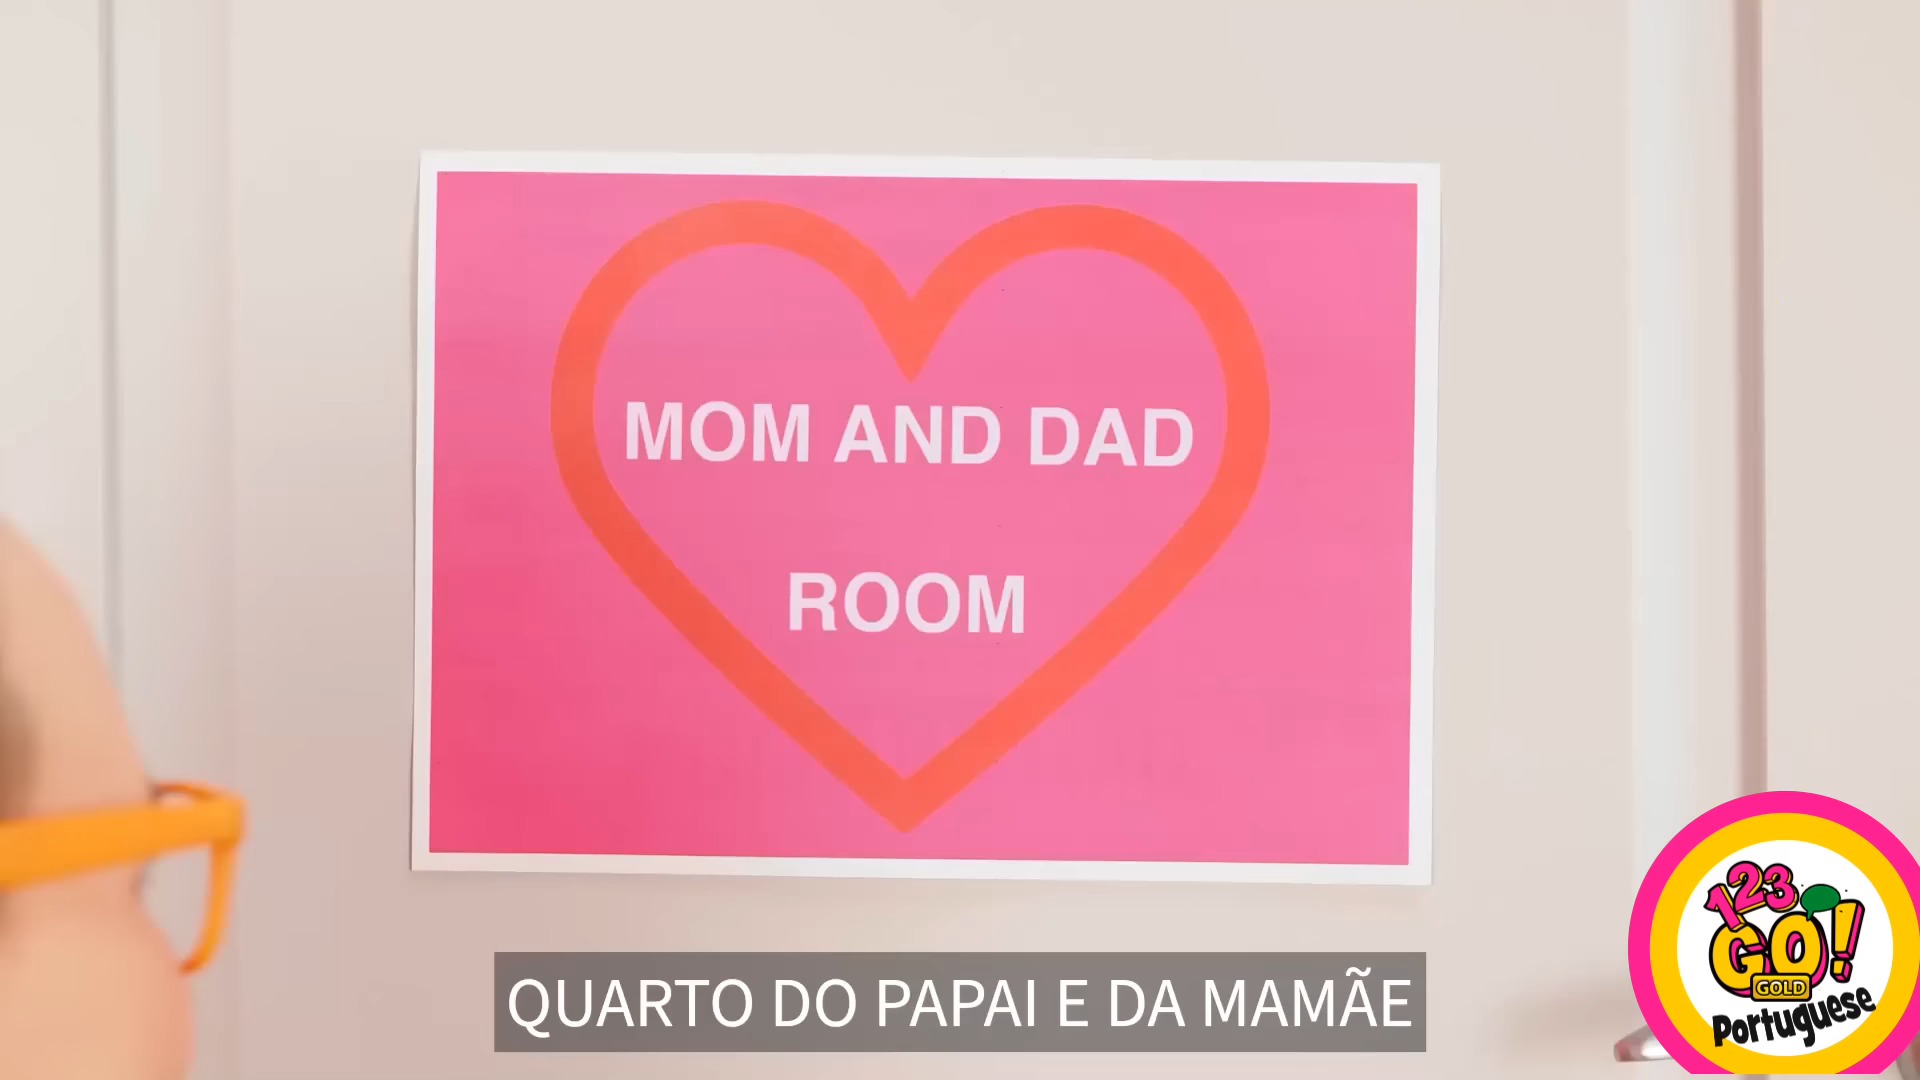 MOM AND DAD
ROOM
QUARTO DO PAPAI E DA MAMÃE
123
GO!
GOLD
Portuguese